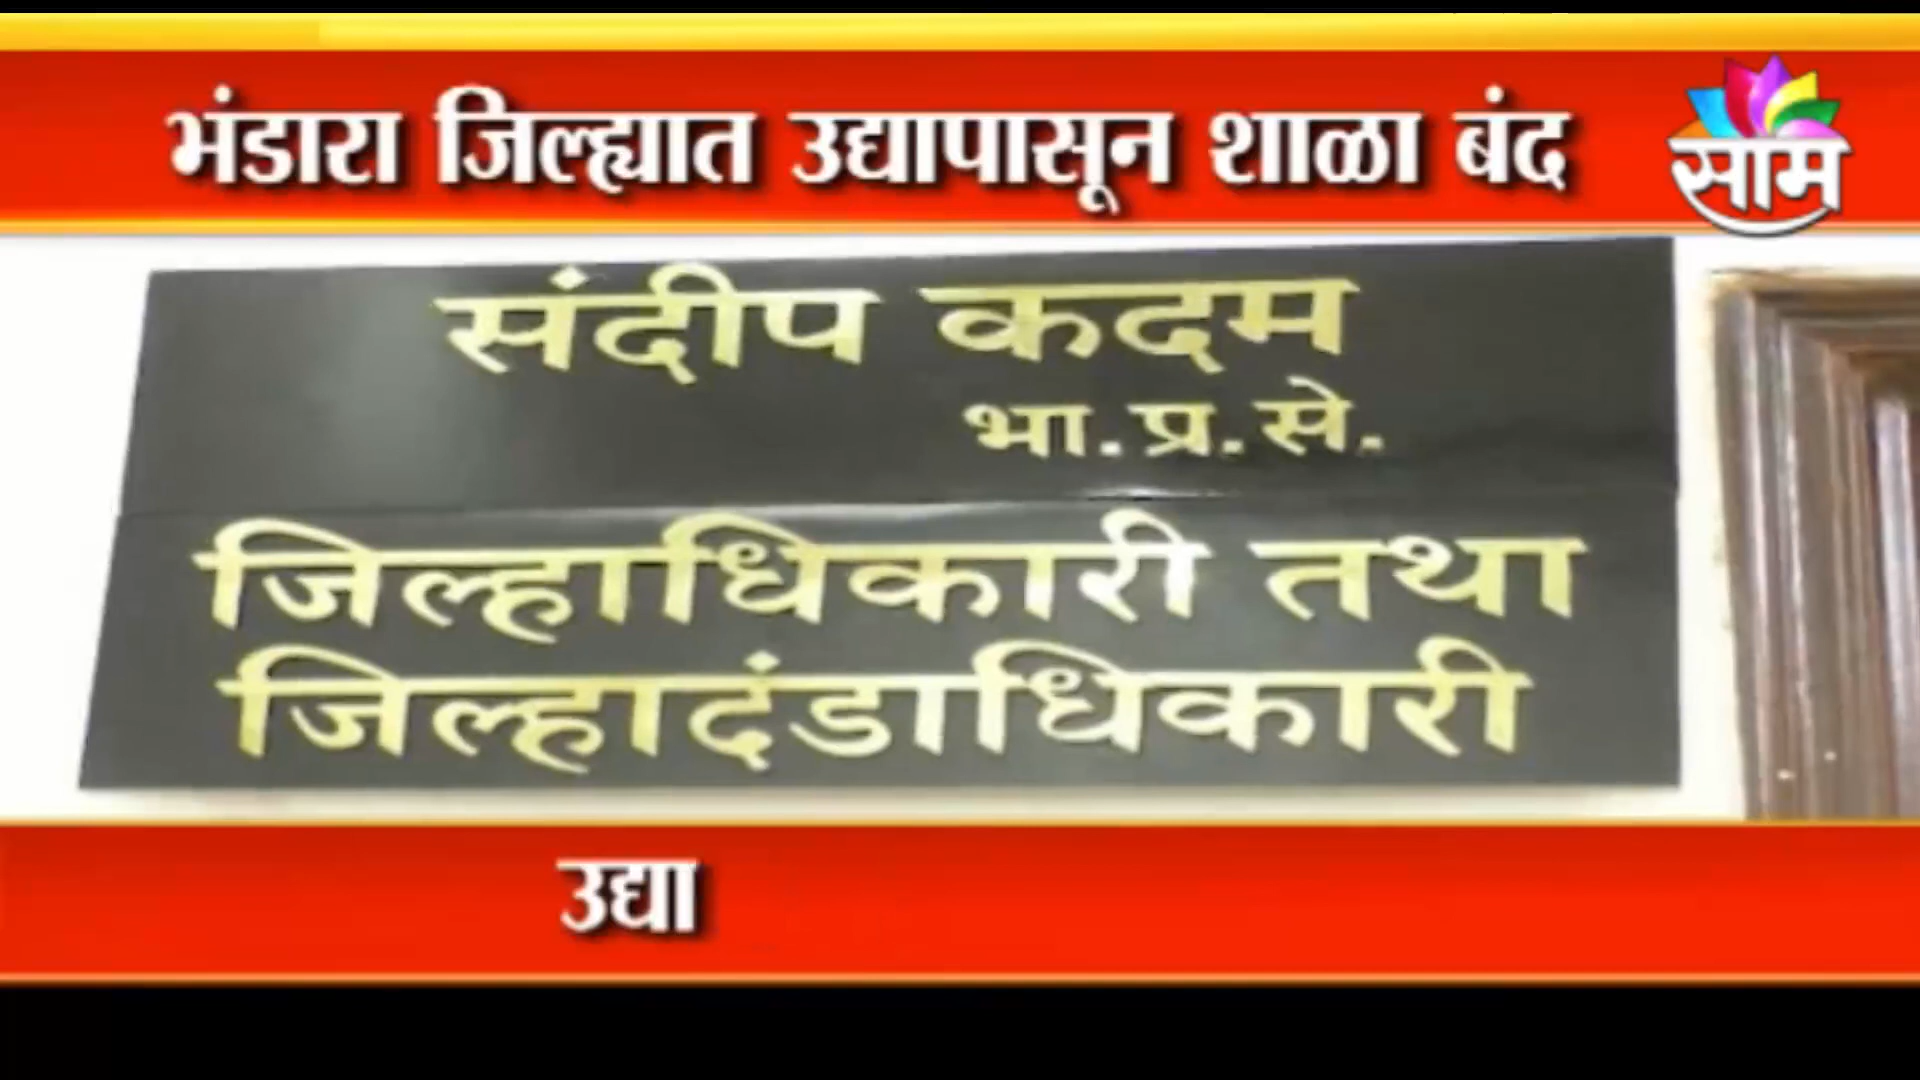 भंडारा जिल्ह्यात उद्यापासून शाळा बंद
साम
संदीप कदम
भा.प्र.से.
जिल्हाधिकारी तथा
जिल्हादंडाधिकारी
उद्या